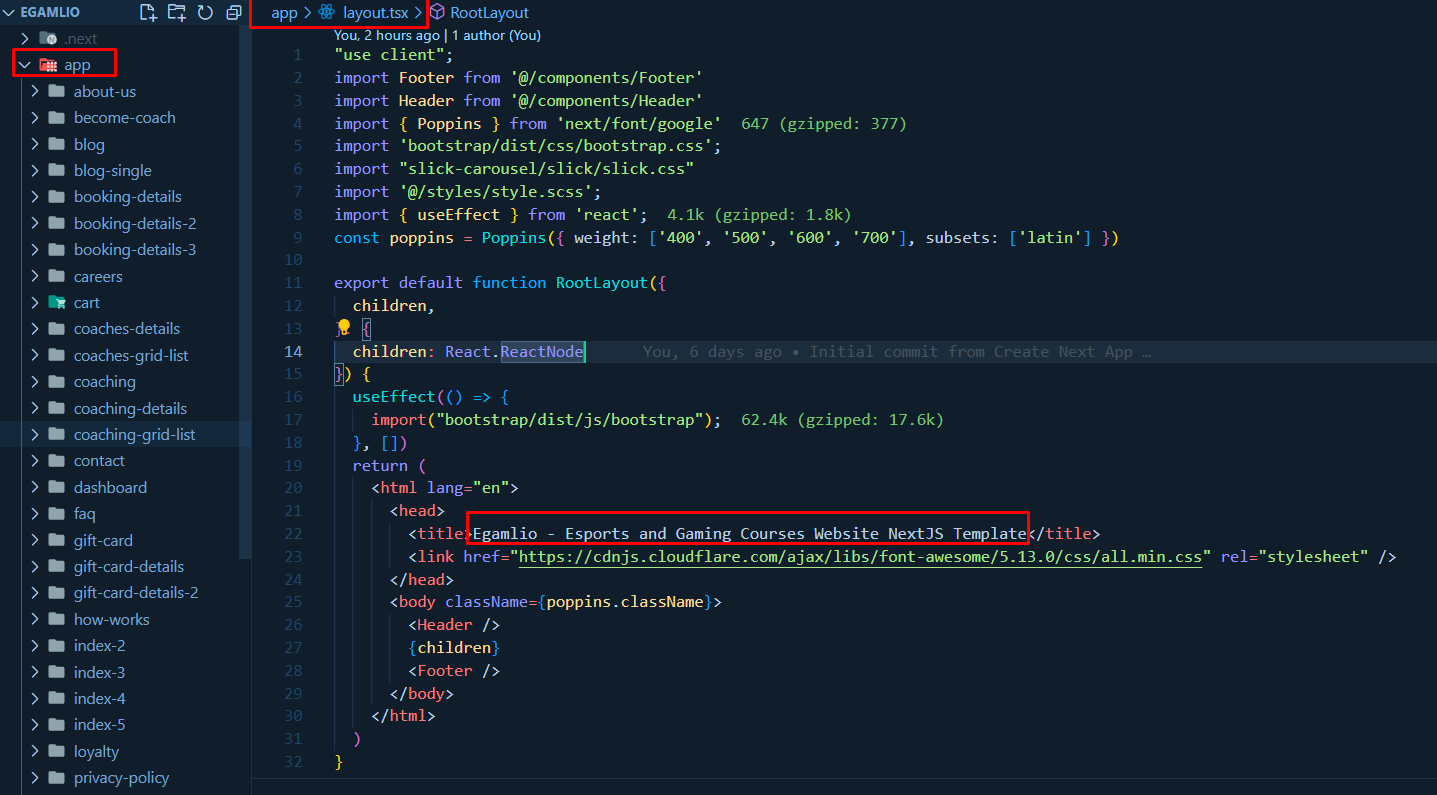 EGAMLIO
.next
app
about-us
become-coach
blog
blog-single
booking-details
booking-details-2
booking-details-3
careers
cart
coaches-details
coaches-grid-list
coaching
coaching-details
coaching-grid-list
contact
dashboard
faq
gift-card
gift-card-details
gift-card-details-2
how-works
index-2
index-3
index-4
index-5
loyalty
privacy-policy
app > layout.tsx > RootLayout
You, 2 hours ago | 1 author (You)
1 "use client";
2 import Footer from '@/components/Footer'
3 import Header from '@/components/Header'
4 import { Poppins } from 'next/font/google' 647 (gzipped: 377)
5 import 'bootstrap/dist/css/bootstrap.css';
6 import "slick-carousel/slick/slick.css"
7 import '@/styles/style.scss';
8 import { useEffect } from 'react'; 4.1k (gzipped: 1.8k)
9 const poppins = Poppins({ weight: ['400', '500', '600', '700'], subsets: ['latin'] })
10
11 export default function RootLayout({
12 children,
13 }: {
14 children: React.ReactNode You, 6 days ago • Initial commit from Create Next App …
15 }) {
16 useEffect(() => {
17 import("bootstrap/dist/js/bootstrap"); 62.4k (gzipped: 17.6k)
18 }, [])
19 return (
20 <html lang="en">
21 <head>
22 <title>Egamlio - Esports and Gaming Courses Website NextJS Template</title>
23 <link href="https://cdnjs.cloudflare.com/ajax/libs/font-awesome/5.13.0/css/all.min.css" rel="stylesheet" />
24 </head>
25 <body className={poppins.className}>
26 <Header />
27 {children}
28 <Footer />
29 </body>
30 </html>
31 )
32 }